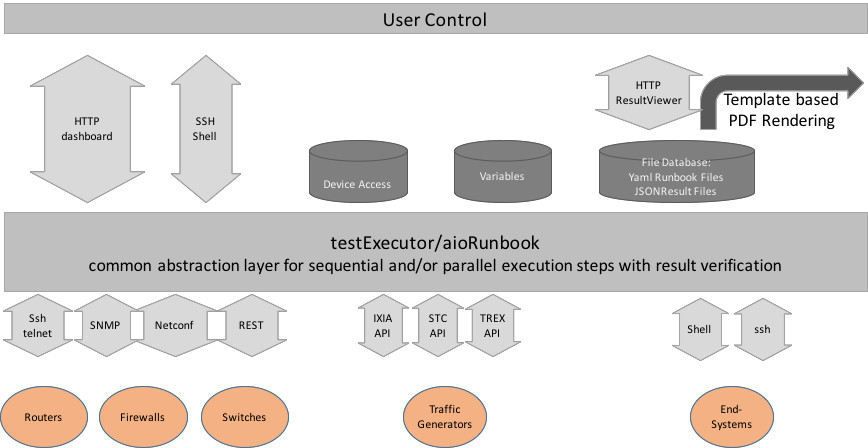 User Control
HTTP
dashboard
SSH
Shell
HTTP
ResultViewer
Template based
PDF Rendering
Device Access
Variables
File Database:
Yaml Runbook Files
JSONResult Files
testExecutor/aioRunbook
common abstraction layer for sequential and/or parallel execution steps with result verification
Ssh
telnet
SNMP
Netconf
REST
IXIA
API
STC
API
TREX
API
Shell
ssh
Routers
Firewalls
Switches
Traffic
Generators
End-
Systems